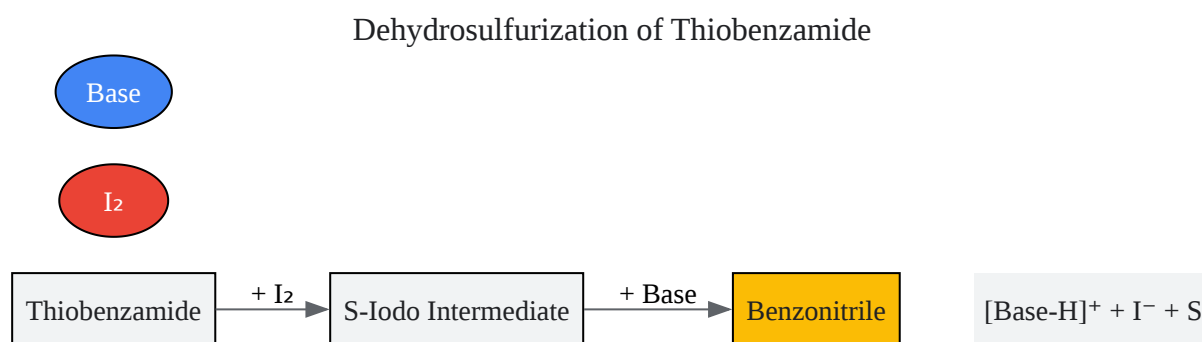 Dehydrosulfurization of Thiobenzamide
Base
I₂
Thiobenzamide
+ I₂
S-Iodo Intermediate
+ Base
Benzonitrile
[Base-H]⁺ + I⁻ + S